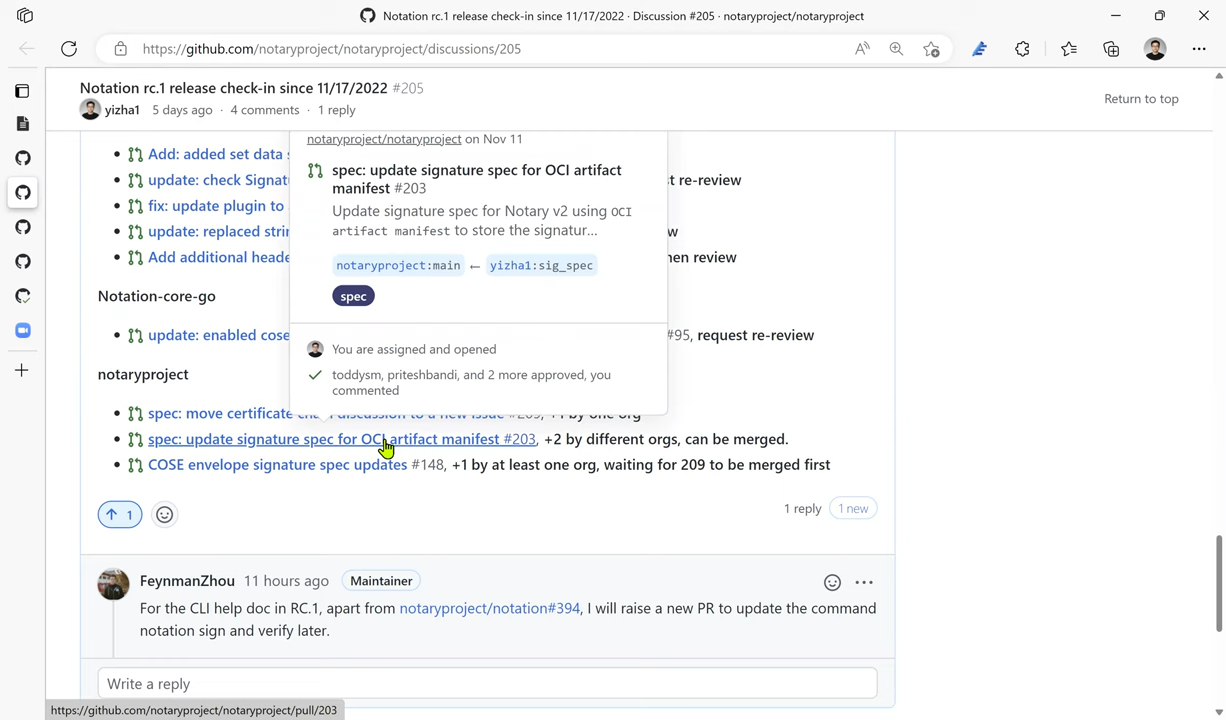 Notation rc.1 release check-in since 11/17/2022 · Discussion #205 · notaryproject/notaryproject
https://github.com/notaryproject/notaryproject/discussions/205
Notation rc.1 release check-in since 11/17/2022 #205
yizha1 5 days ago · 4 comments · 1 reply
Return to top
notaryproject/notaryproject on Nov 11
Add: added set data s
spec: update signature spec for OCI artifact
manifest #203
update: check Signat
t re-review
fix: update plugin to
Update signature spec for Notary v2 using OCI
artifact manifest to store the signatur...
update: replaced strin
w
Add additional heade
en review
notaryproject:main ← yizha1:sig_spec
spec
Notation-core-go
update: enabled cose
#95, request re-review
You are assigned and opened
toddysm, priteshbandi, and 2 more approved, you
commented
notaryproject
spec: move certificate chain discussion to a new issue #209, +1 by one org
spec: update signature spec for OCI artifact manifest #203, +2 by different orgs, can be merged.
COSE envelope signature spec updates #148, +1 by at least one org, waiting for 209 to be merged first
↑ 1
1 reply 1 new
FeynmanZhou 11 hours ago Maintainer
For the CLI help doc in RC.1, apart from notaryproject/notation#394, I will raise a new PR to update the command
notation sign and verify later.
Write a reply
https://github.com/notaryproject/notaryproject/pull/203